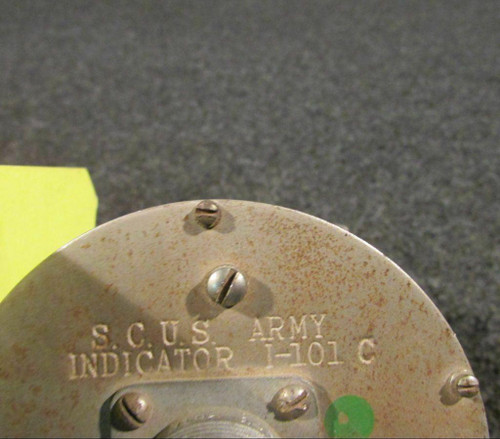 S.C.U.S. ARMY
INDICATOR I-101 C